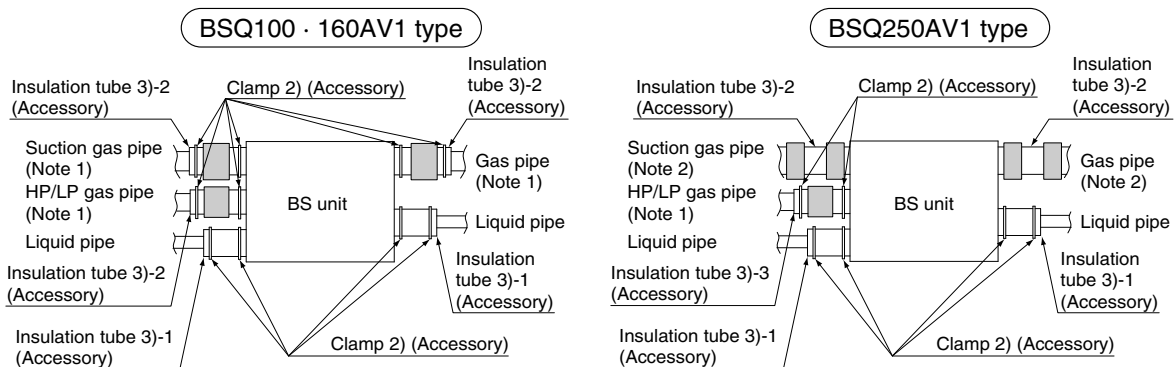 BSQ100 · 160AV1 type
Insulation tube 3)-2
(Accessory)
Clamp 2) (Accessory)
Insulation
tube 3)-2
(Accessory)
Suction gas pipe
(Note 1)
HP/LP gas pipe
(Note 1)
Liquid pipe
BS unit
Gas pipe
(Note 1)
Liquid pipe
Insulation tube 3)-2
(Accessory)
Insulation
tube 3)-1
(Accessory)
Insulation tube 3)-1
(Accessory)
Clamp 2) (Accessory)
BSQ250AV1 type
Insulation tube 3)-2
(Accessory)
Clamp 2) (Accessory)
Insulation
tube 3)-2
(Accessory)
Suction gas pipe
(Note 2)
HP/LP gas pipe
(Note 1)
Liquid pipe
BS unit
Gas pipe
(Note 2)
Liquid pipe
Insulation tube 3)-3
(Accessory)
Insulation
tube 3)-1
(Accessory)
Insulation tube 3)-1
(Accessory)
Clamp 2) (Accessory)